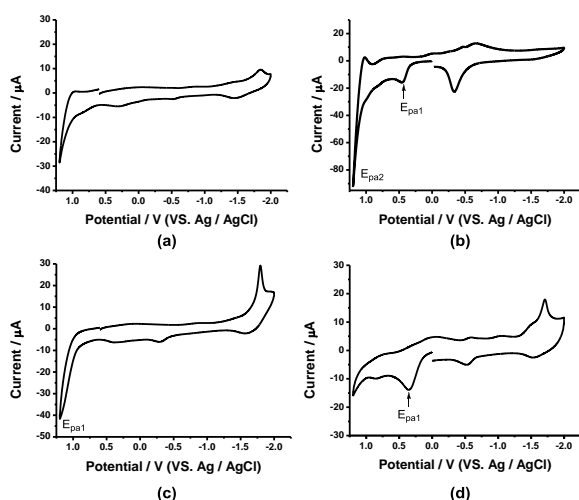 30
20
10
0
-10
-20
-30
-40
Current / μA
1.0 0.5 0.0 -0.5 -1.0 -1.5 -2.0
Potential / V (VS. Ag / AgCl)
(a)
40
20
0
-20
-40
-60
-80
Current / μA
Epa1
Epa2
1.0 0.5 0.0 -0.5 -1.0 -1.5 -2.0
Potential / V (VS. Ag / AgCl)
(b)
30
20
10
0
-10
-20
-30
-40
-50
Current / μA
Epa1
1.0 0.5 0.0 -0.5 -1.0 -1.5 -2.0
Potential / V (VS. Ag / AgCl)
(c)
30
20
10
0
-10
-20
-30
Current / μA
Epa1
1.0 0.5 0.0 -0.5 -1.0 -1.5 -2.0
Potential / V (VS. Ag / AgCl)
(d)